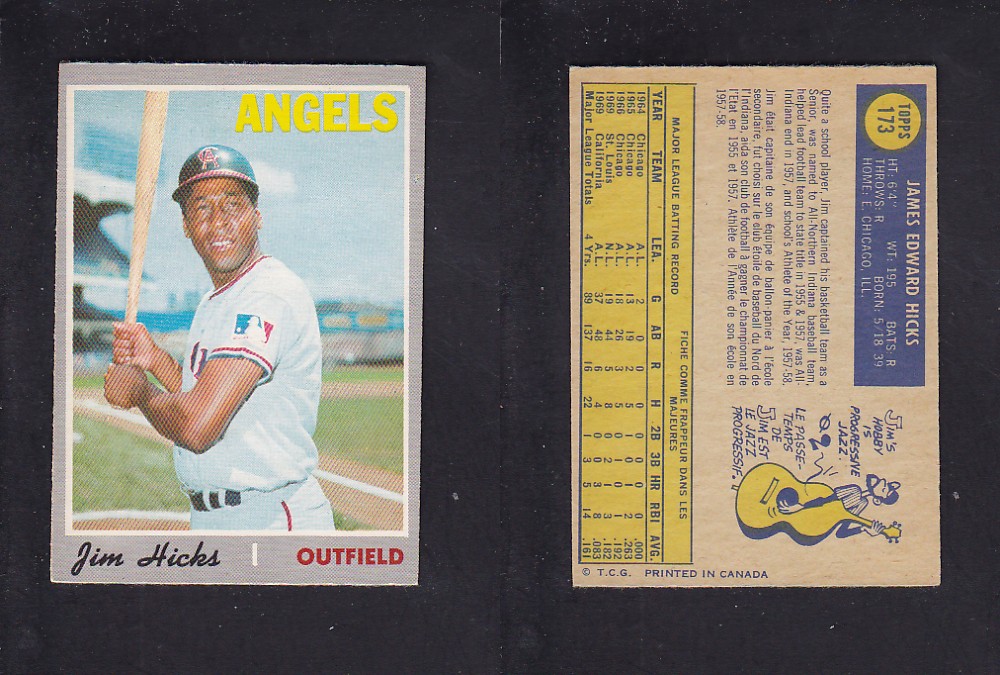 ANGELS
Jim Hicks
OUTFIELD
TOPPS
173
JAMES EDWARD HICKS
HT: 6'4" WT: 195 BATS: R
THROWS: R BORN: 5/18/39
HOME: E. CHICAGO, ILL.
Quite a school player, Jim captained his basketball team as a
Senior, was named to All-Northern Indiana baseball team,
helped lead football team to state title in 1955 & 1957, was All-
Indiana end in 1957, and school's Athlete of the Year, 1957-58.
Jim était capitaine de son équipe de ballon-panier à l'école
secondaire, fut choisi sur le club étoile de baseball du Nord de
l'Indiana, aida son club de football à gagner le championnat de
l'Etat en 1955 et 1957. Athlète de l'Année de son école en
1957-58.
JIM'S
HOBBY
IS
PROGRESSIVE
JAZZ.
LE PASSE-
TEMPS
DE
JIM EST
LE JAZZ
PROGRESSIF.
MAJOR LEAGUE BATTING RECORD
FICHE COMME FRAPPEUR DANS LES
MAJEURES
YEAR TEAM LEA. G AB R H 2B 3B HR RBI AVG.
1964 Chicago A.L. 2 0 0 0 0 0 0 0 .000
1965 Chicago A.L. 13 19 2 5 1 0 1 2 .263
1966 Chicago A.L. 18 26 3 5 0 1 0 1 .192
1969 St. Louis N.L. 19 44 5 8 0 2 1 3 .182
1969 California A.L. 37 48 6 4 0 0 3 8 .083
Major League Totals 4 Yrs. 89 137 16 22 1 3 5 14 .161
© T.C.G. PRINTED IN CANADA